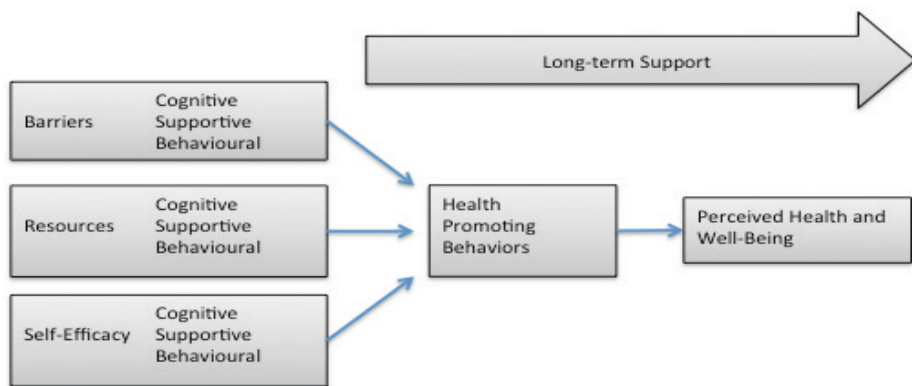 Long-term Support
Barriers
Cognitive
Supportive
Behavioural
Resources
Cognitive
Supportive
Behavioural
Self-Efficacy
Cognitive
Supportive
Behavioural
Health
Promoting
Behaviors
Perceived Health and
Well-Being